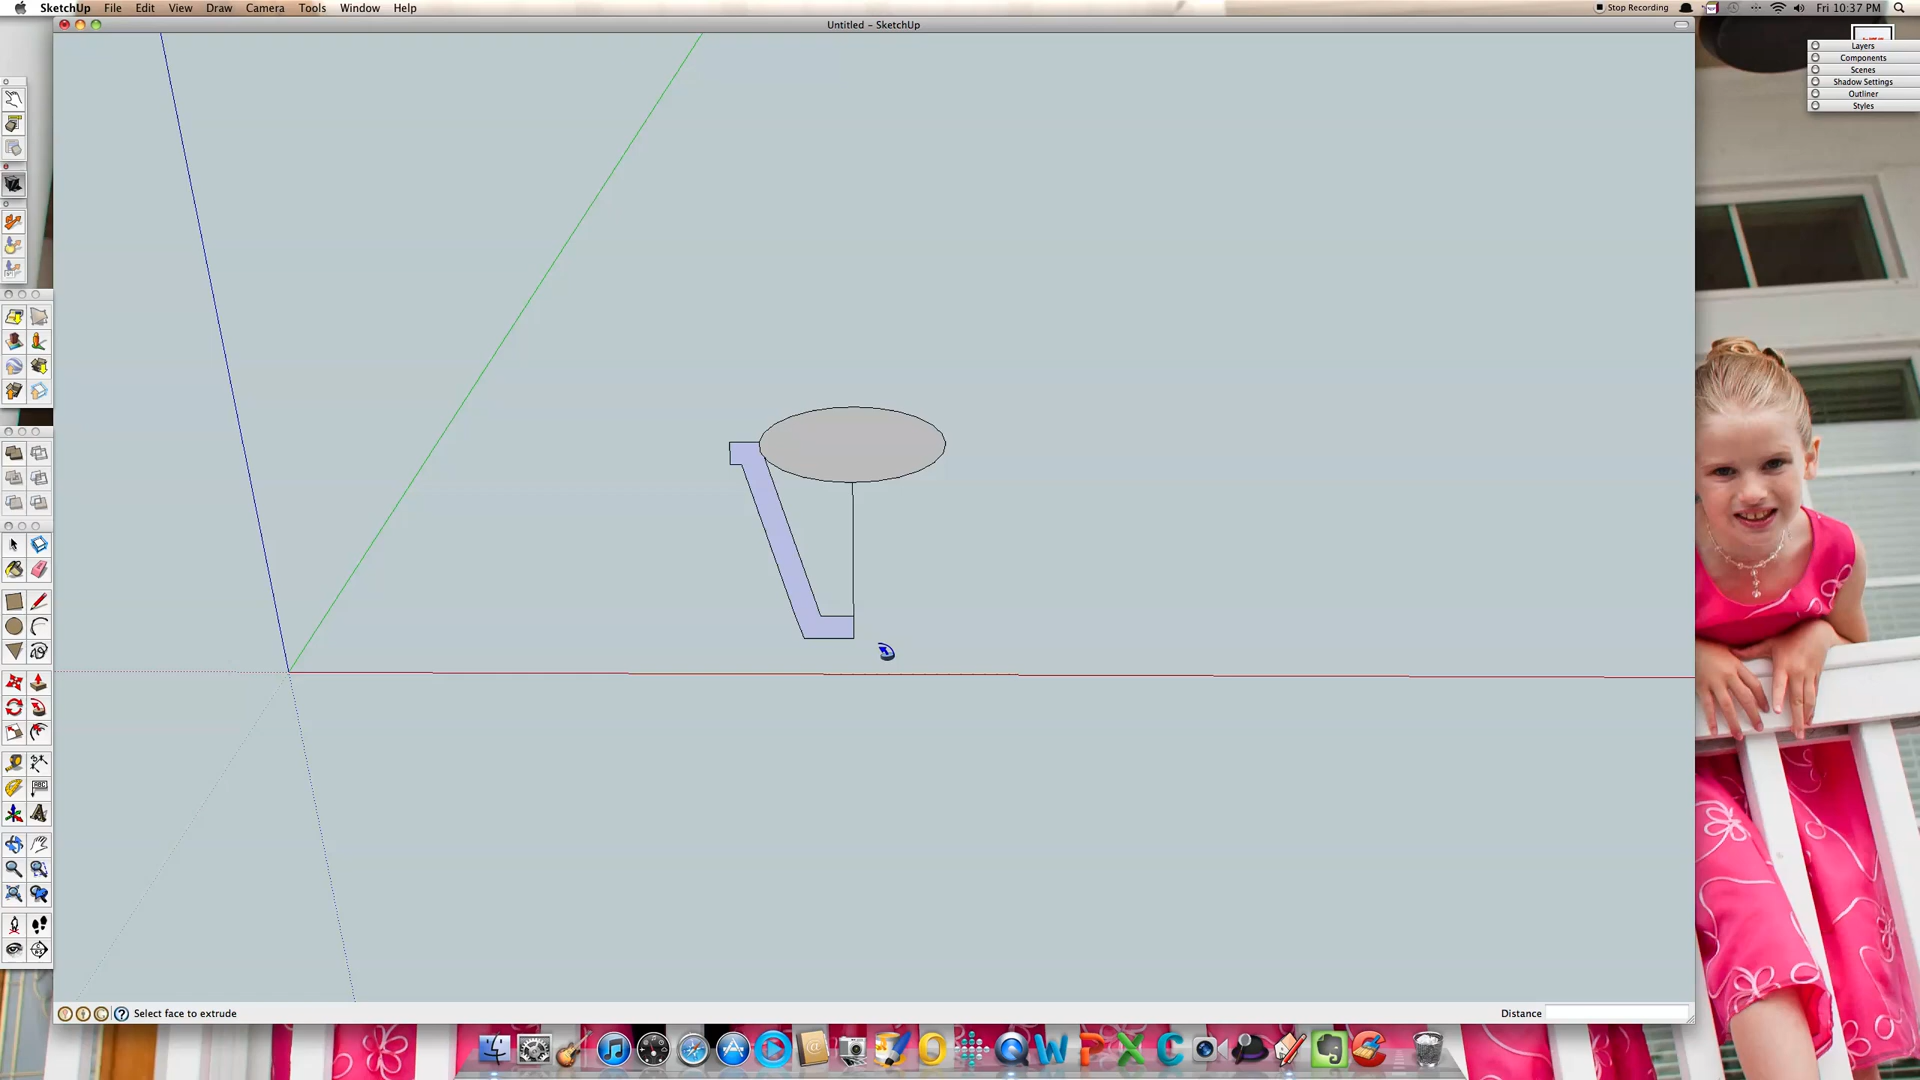 SketchUp File Edit View Draw Camera Tools Window Help
Stop Recording Fri 10:37 PM
Untitled - SketchUp
Layers
Components
Scenes
Shadow Settings
Outliner
Styles
ABC
Select face to extrude
Distance